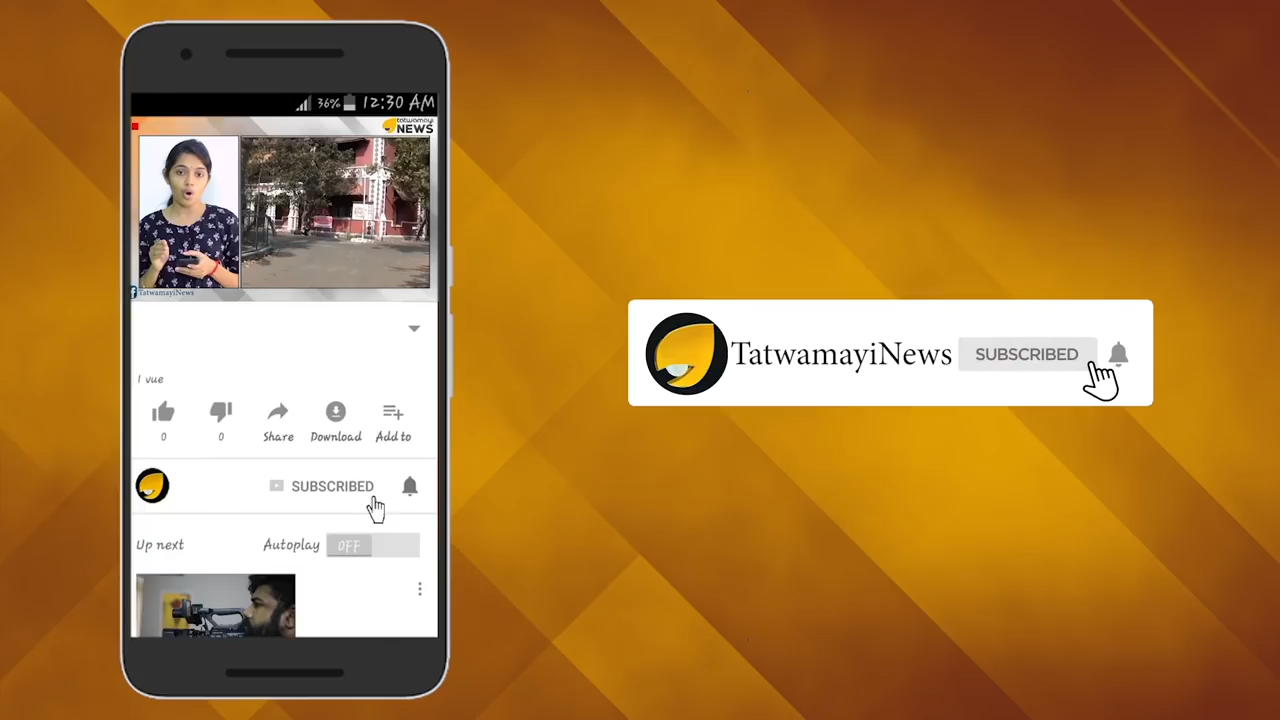 36% 12:30 AM
tatwamayi
NEWS
TatwamayiNews
1 vue
0
0
Share
Download
Add to
SUBSCRIBED
Up next
Autoplay
OFF
TatwamayiNews
SUBSCRIBED